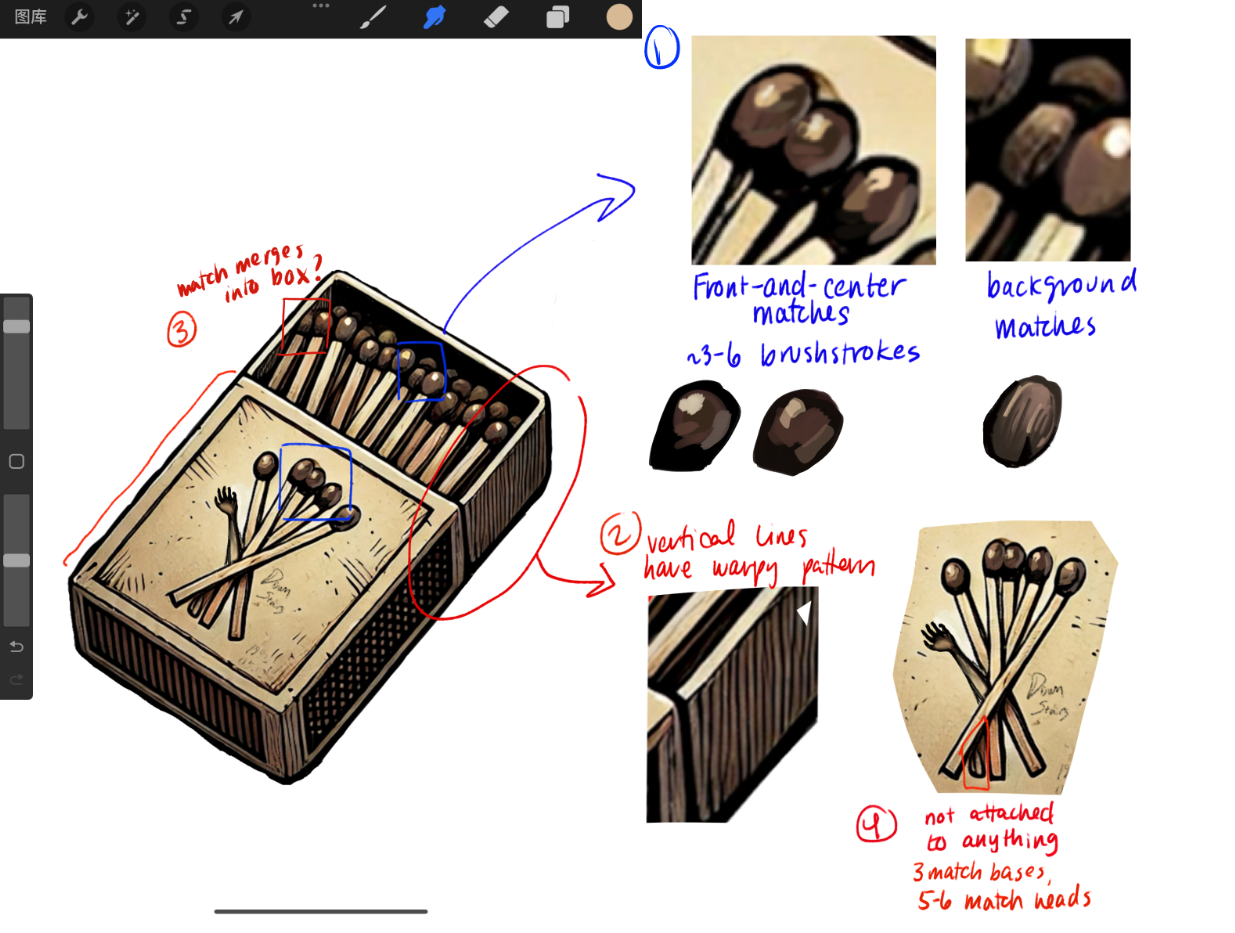 图库
1
Front-and-center
matches
~3-6 brushstrokes
background
matches
match merges
into box?
3
2
vertical lines
have warpy pattern
Down
Stairs
Down
Stairs
4
not attached
to anything
3 match bases,
5-6 match heads